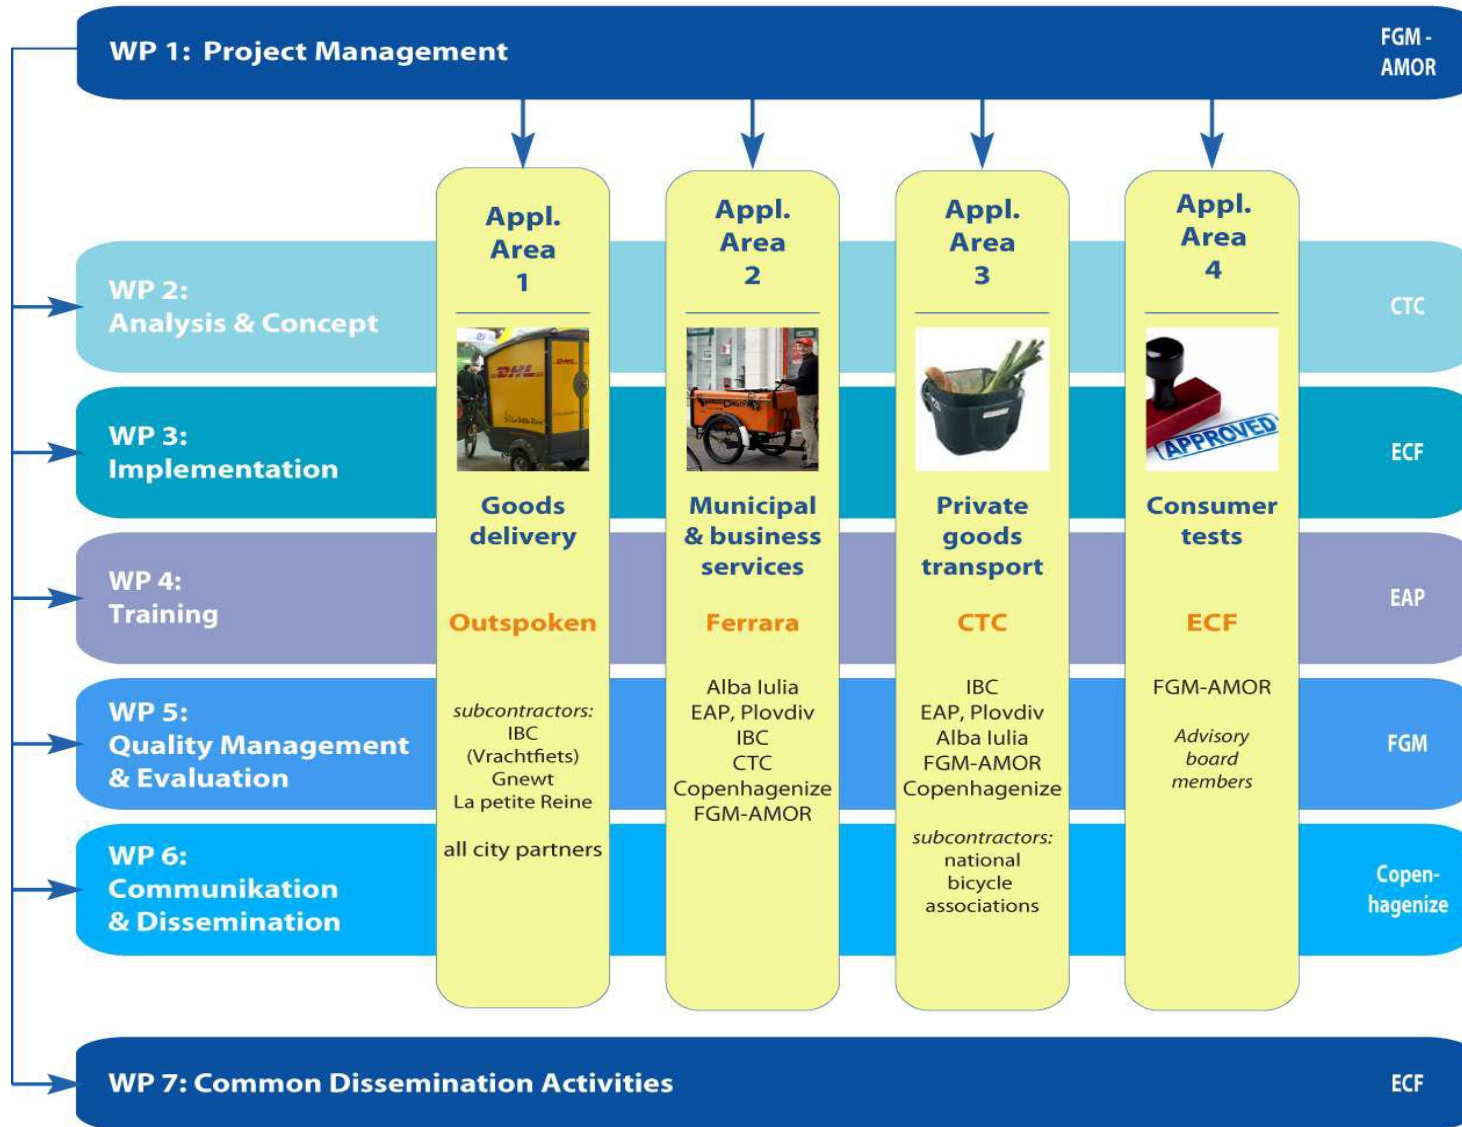 WP 1: Project Management
FGM -
AMOR
Appl.
Area
1
Goods
delivery
Outspoken
subcontractors:
IBC
(Vrachtfiets)
Gnewt
La petite Reine
all city partners
Appl.
Area
2
Municipal
& business
services
Ferrara
Alba Iulia
EAP, Plovdiv
IBC
CTC
Copenhagenize
FGM-AMOR
Appl.
Area
3
Private
goods
transport
CTC
IBC
EAP, Plovdiv
Alba Iulia
FGM-AMOR
Copenhagenize
subcontractors:
national
bicycle
associations
Appl.
Area
4
APPROVED
Consumer
tests
ECF
FGM-AMOR
Advisory
board
members
WP 2:
Analysis & Concept
CTC
WP 3:
Implementation
ECF
WP 4:
Training
EAP
WP 5:
Quality Management
& Evaluation
FGM
WP 6:
Communikation
& Dissemination
Copen-
hagenize
WP 7: Common Dissemination Activities
ECF
DHL
DHL
La Petite Reine